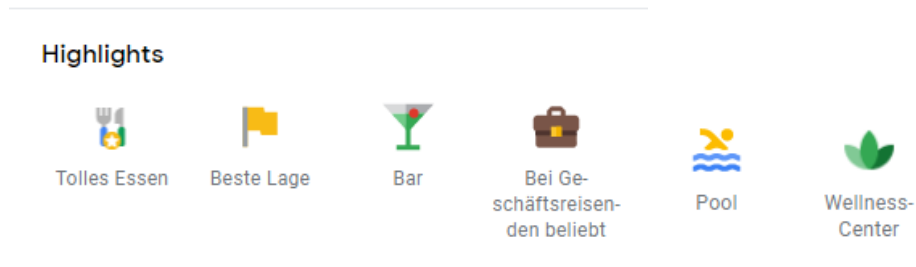 Highlights
Tolles Essen
Beste Lage
Bar
Bei Ge-
schäftsreisen-
den beliebt
Pool
Wellness-
Center